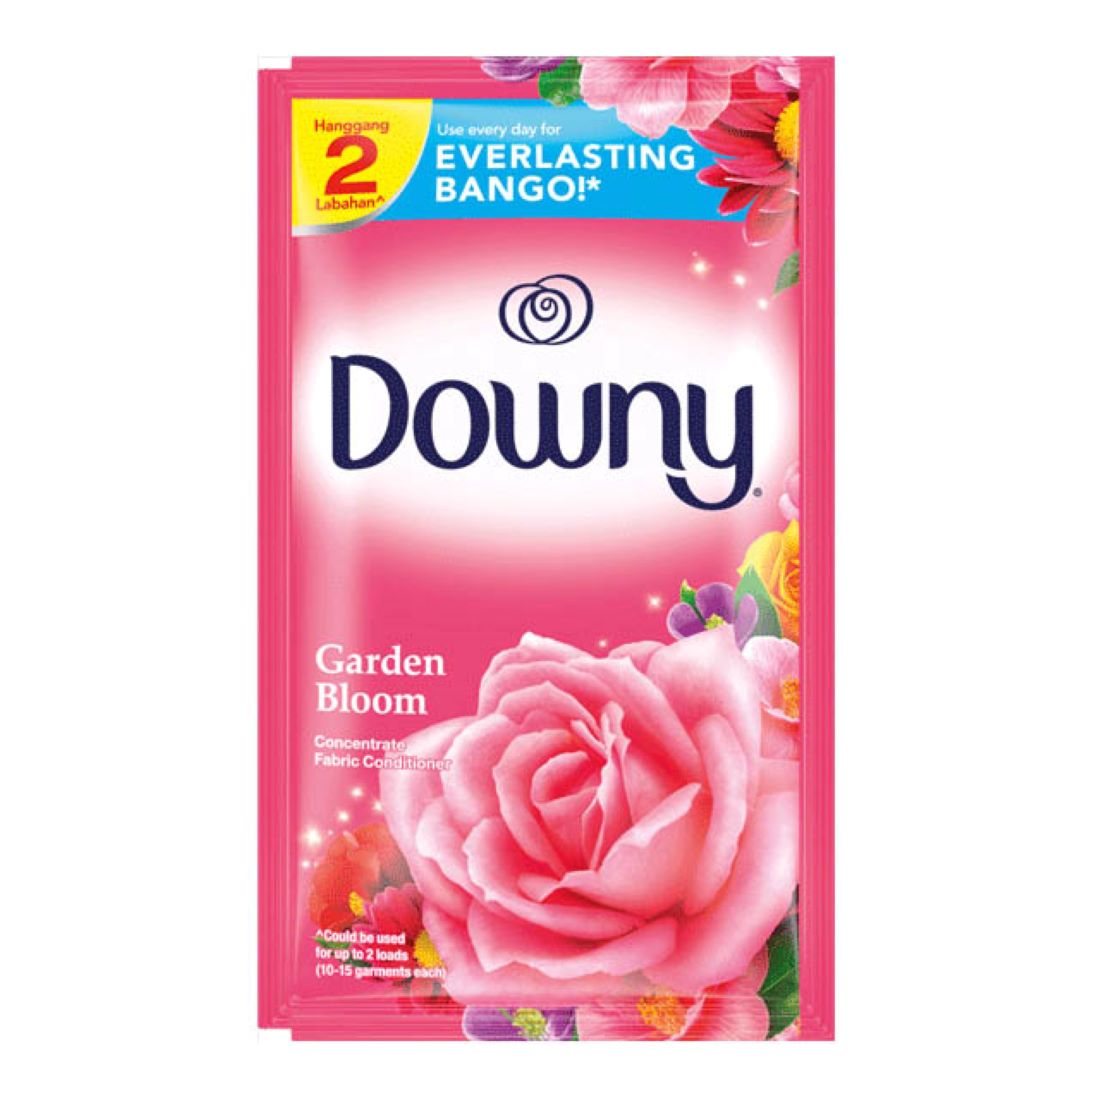 Hanggang
2
Labahan^
Use every day for
EVERLASTING
BANGO!*
Downy®
Garden
Bloom
Concentrate
Fabric Conditioner
^Could be used
for up to 2 loads
(10-15 garments each)